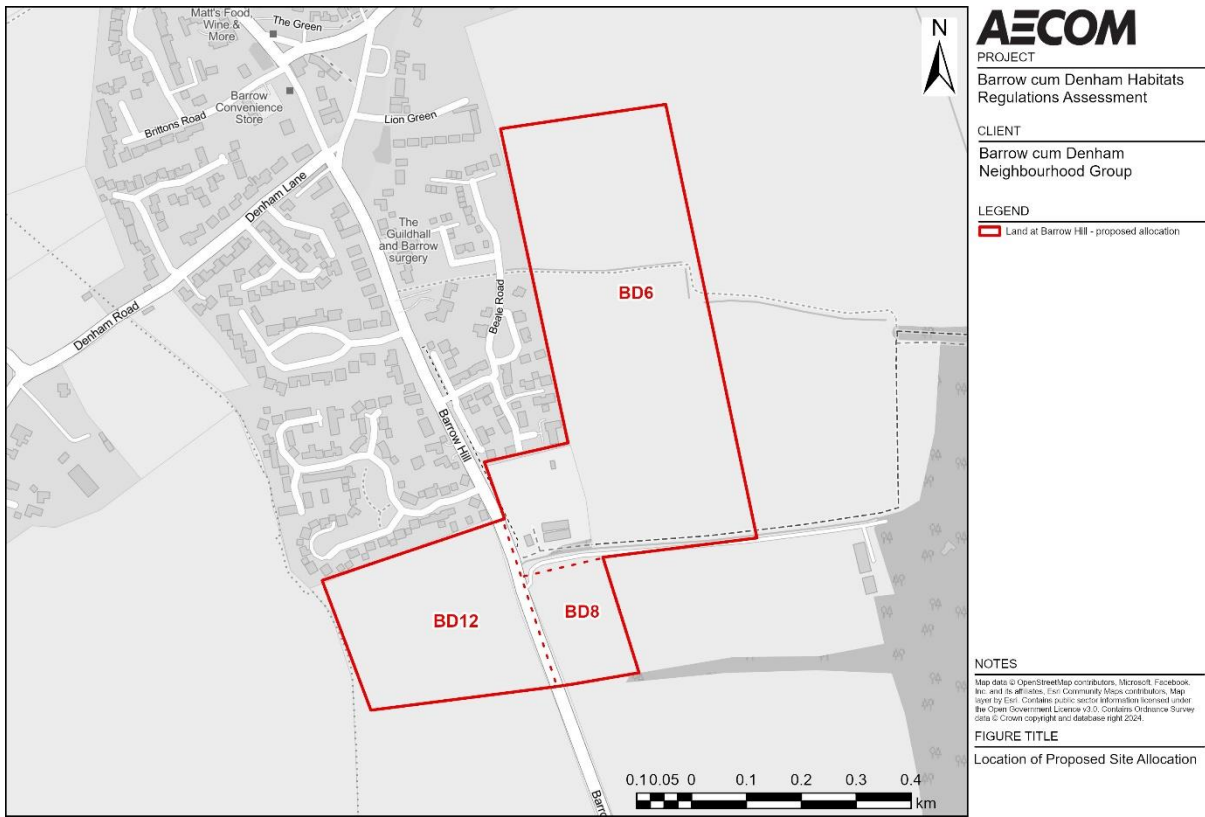 Matt's Food,
Wine &
More
The Green
Barrow
Convenience
Store
Brittons Road
Lion Green
Denham Lane
The
Guildhall
and Barrow
surgery
Beale Road
Denham Road
Barrow Hill
BD6
BD12
BD8
N
0.1 0.05 0 0.1 0.2 0.3 0.4
km
AECOM
PROJECT
Barrow cum Denham Habitats
Regulations Assessment
CLIENT
Barrow cum Denham
Neighbourhood Group
LEGEND
Land at Barrow Hill - proposed allocation
NOTES
Map data © OpenStreetMap contributors, Microsoft, Facebook,
Inc. and its affiliates, Esri Community Maps contributors, Map
layer by Esri. Contains public sector information licensed under
the Open Government Licence v3.0. Contains Ordnance Survey
data © Crown copyright and database right 2024.
FIGURE TITLE
Location of Proposed Site Allocation